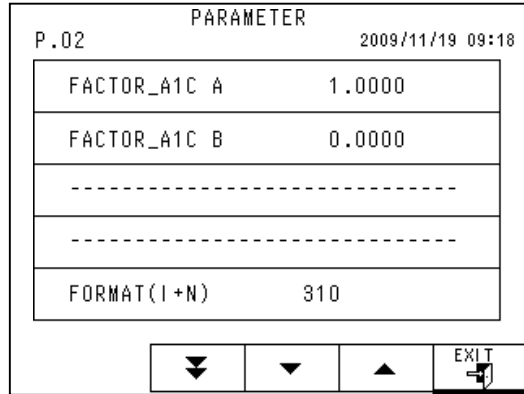 PARAMETER
P.02 2009/11/19 09:18
FACTOR_A1C A 1.0000
FACTOR_A1C B 0.0000
-----------------------------
-----------------------------
FORMAT(I+N) 310
EXIT